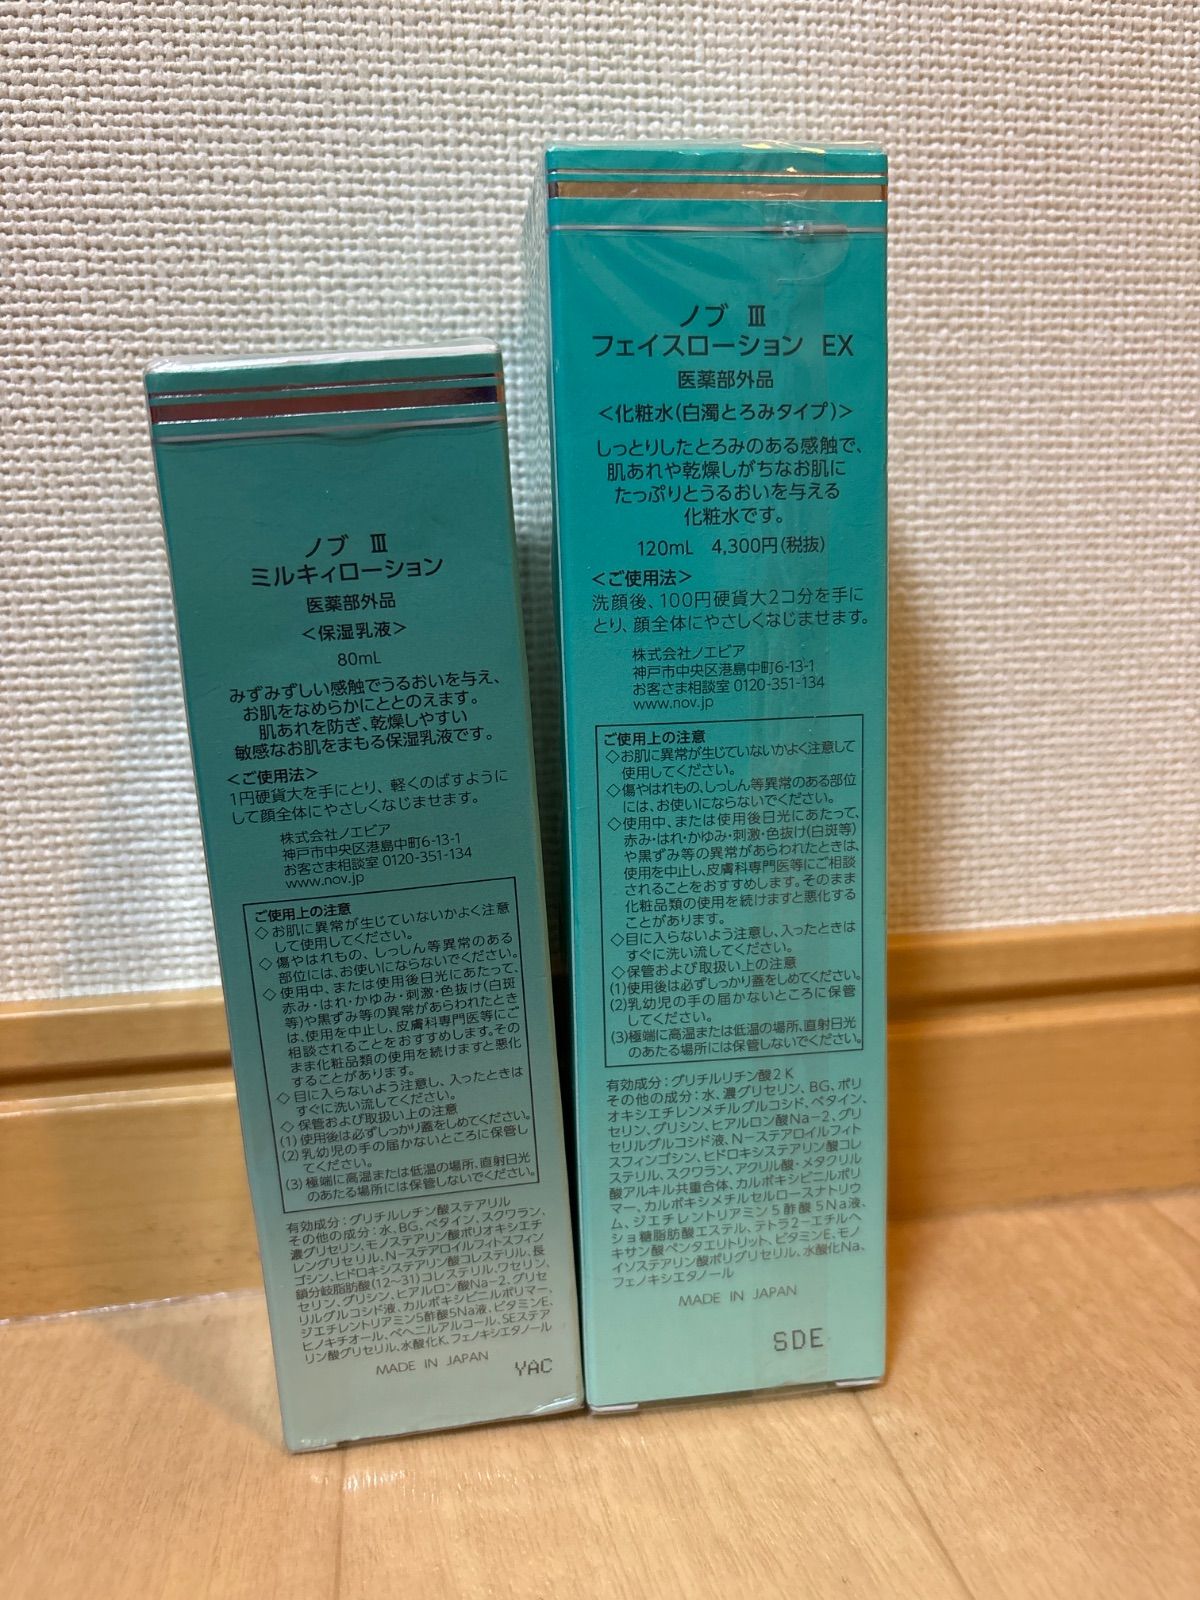 ノブ Ⅲ
ミルキィローション
医薬部外品
＜保湿乳液＞
80mL
みずみずしい感触でうるおいを与え、
お肌をなめらかにととのえます。
肌あれを防ぎ、乾燥しやすい
敏感なお肌をまもる保湿乳液です。
＜ご使用法＞
1円硬貨大を手にとり、軽くのばすように
して顔全体にやさしくなじませます。
株式会社ノエビア
神戸市中央区港島中町6-13-1
お客さま相談室 0120-351-134
www.nov.jp
ご使用上の注意
◇お肌に異常が生じていないかよく注意
して使用してください。
◇傷やはれもの、しっしん等異常のある
部位には、お使いにならないでください。
◇使用中、または使用後日光にあたって、
赤み・はれ・かゆみ・刺激・色抜け(白斑
等)や黒ずみ等の異常があらわれたとき
は、使用を中止し、皮膚科専門医等にご
相談されることをおすすめします。その
まま化粧品類の使用を続けますと悪化
することがあります。
◇目に入らないよう注意し、入ったときは
すぐに洗い流してください。
◇保管および取扱い上の注意
(1)使用後は必ずしっかり蓋をしめてください。
(2)乳幼児の手の届かないところに保管し
てください。
(3)極端に高温または低温の場所、直射日光
のあたる場所には保管しないでください。
有効成分：グリチルレチン酸ステアリル
その他の成分：水、BG、ベタイン、スクワラン、
濃グリセリン、モノステアリン酸ポリオキシエチ
レングリセリル、N－ステアロイルフィトスフィン
ゴシン、ヒドロキシステアリン酸コレステリル、長
鎖分岐脂肪酸(12～31)コレステリル、ワセリン、
セリン、グリシン、ヒアルロン酸Na－2、グリセ
リルグルコシド液、カルボキシビニルポリマー、
ジエチレントリアミン5酢酸5Na液、ビタミンE、
ヒノキチオール、ベヘニルアルコール、SEステア
リン酸グリセリル、水酸化K、フェノキシエタノール
MADE IN JAPAN
YAC
ノブ Ⅲ
フェイスローション EX
医薬部外品
＜化粧水(白濁とろみタイプ)＞
しっとりしたとろみのある感触で、
肌あれや乾燥しがちなお肌に
たっぷりとうるおいを与える
化粧水です。
120mL 4,300円(税抜)
＜ご使用法＞
洗顔後、100円硬貨大2コ分を手に
とり、顔全体にやさしくなじませます。
株式会社ノエビア
神戸市中央区港島中町6-13-1
お客さま相談室 0120-351-134
www.nov.jp
ご使用上の注意
◇お肌に異常が生じていないかよく注意して
使用してください。
◇傷やはれもの、しっしん等異常のある部位
には、お使いにならないでください。
◇使用中、または使用後日光にあたって、
赤み・はれ・かゆみ・刺激・色抜け(白斑等)
や黒ずみ等の異常があらわれたときは、
使用を中止し、皮膚科専門医等にご相談
されることをおすすめします。そのまま
化粧品類の使用を続けますと悪化する
ことがあります。
◇目に入らないよう注意し、入ったときは
すぐに洗い流してください。
◇保管および取扱い上の注意
(1)使用後は必ずしっかり蓋をしめてください。
(2)乳幼児の手の届かないところに保管
してください。
(3)極端に高温または低温の場所、直射日光
のあたる場所には保管しないでください。
有効成分：グリチルリチン酸2K
その他の成分：水、濃グリセリン、BG、ポリ
オキシエチレンメチルグルコシド、ベタイン、
セリン、グリシン、ヒアルロン酸Na－2、グリ
セリルグルコシド液、N－ステアロイルフィト
スフィンゴシン、ヒドロキシステアリン酸コレ
ステリル、スクワラン、アクリル酸・メタクリル
酸アルキル共重合体、カルボキシビニルポリ
マー、カルボキシメチルセルロースナトリウ
ム、ジエチレントリアミン5酢酸5Na液、
ショ糖脂肪酸エステル、テトラ2－エチルヘ
キサン酸ペンタエリトリット、ビタミンE、モノ
イソステアリン酸ポリグリセリル、水酸化Na、
フェノキシエタノール
MADE IN JAPAN
SDE